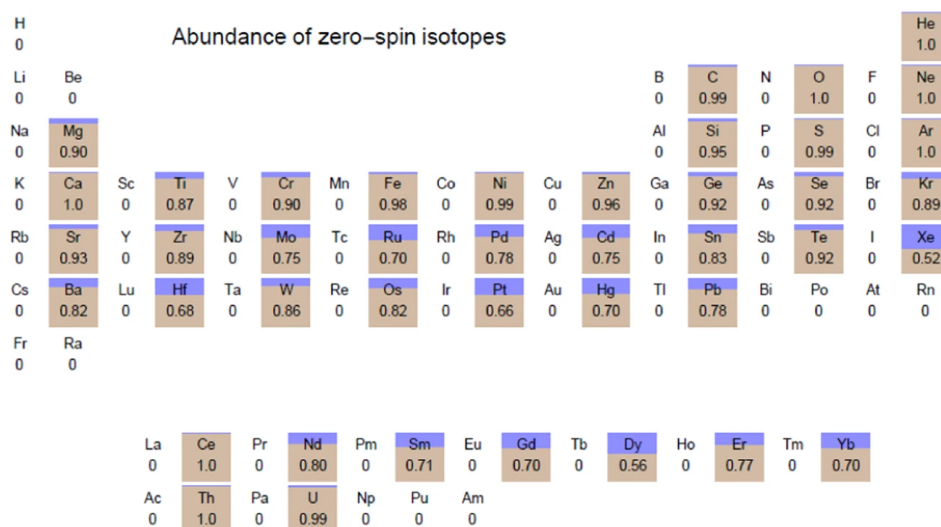 Abundance of zero–spin isotopes
H He
0 1.0
Li Be B C N O F Ne
0 0 0 0.99 0 1.0 0 1.0
Na Mg Al Si P S Cl Ar
0 0.90 0 0.95 0 0.99 0 1.0
K Ca Sc Ti V Cr Mn Fe Co Ni Cu Zn Ga Ge As Se Br Kr
0 1.0 0 0.87 0 0.90 0 0.98 0 0.99 0 0.96 0 0.92 0 0.92 0 0.89
Rb Sr Y Zr Nb Mo Tc Ru Rh Pd Ag Cd In Sn Sb Te I Xe
0 0.93 0 0.89 0 0.75 0 0.70 0 0.78 0 0.75 0 0.83 0 0.92 0 0.52
Cs Ba Lu Hf Ta W Re Os Ir Pt Au Hg Tl Pb Bi Po At Rn
0 0.82 0 0.68 0 0.86 0 0.82 0 0.66 0 0.70 0 0.78 0 0 0 0
Fr Ra
0 0
La Ce Pr Nd Pm Sm Eu Gd Tb Dy Ho Er Tm Yb
0 1.0 0 0.80 0 0.71 0 0.70 0 0.56 0 0.77 0 0.70
Ac Th Pa U Np Pu Am
0 1.0 0 0.99 0 0 0